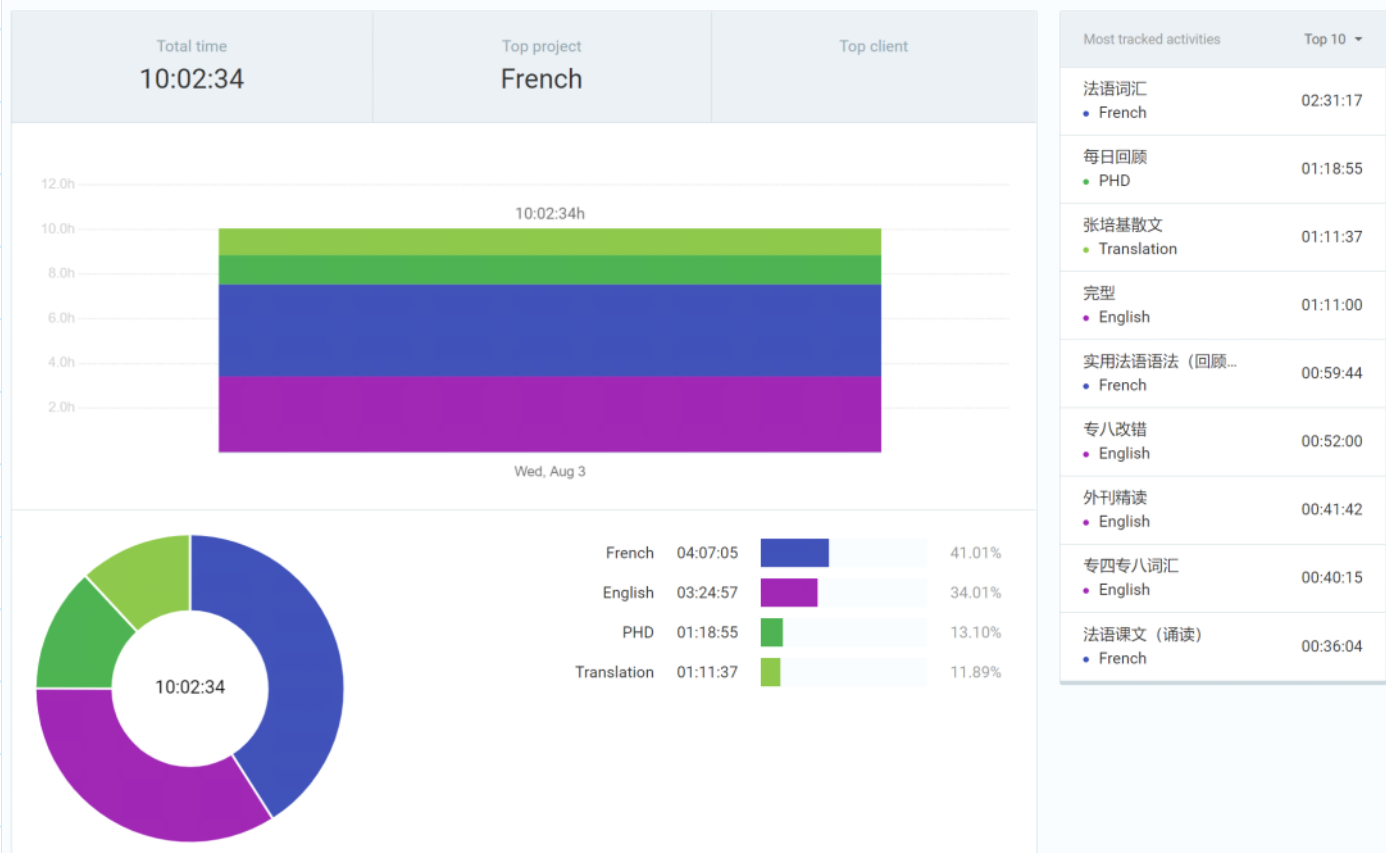 Total time
10:02:34
Top project
French
Top client
12.0h
10.0h
8.0h
6.0h
4.0h
2.0h
10:02:34h
Wed, Aug 3
10:02:34
French 04:07:05 41.01%
English 03:24:57 34.01%
PHD 01:18:55 13.10%
Translation 01:11:37 11.89%
Most tracked activities Top 10
法语词汇
French
02:31:17
每日回顾
PHD
01:18:55
张培基散文
Translation
01:11:37
完型
English
01:11:00
实用法语语法（回顾...
French
00:59:44
专八改错
English
00:52:00
外刊精读
English
00:41:42
专四专八词汇
English
00:40:15
法语课文（诵读）
French
00:36:04